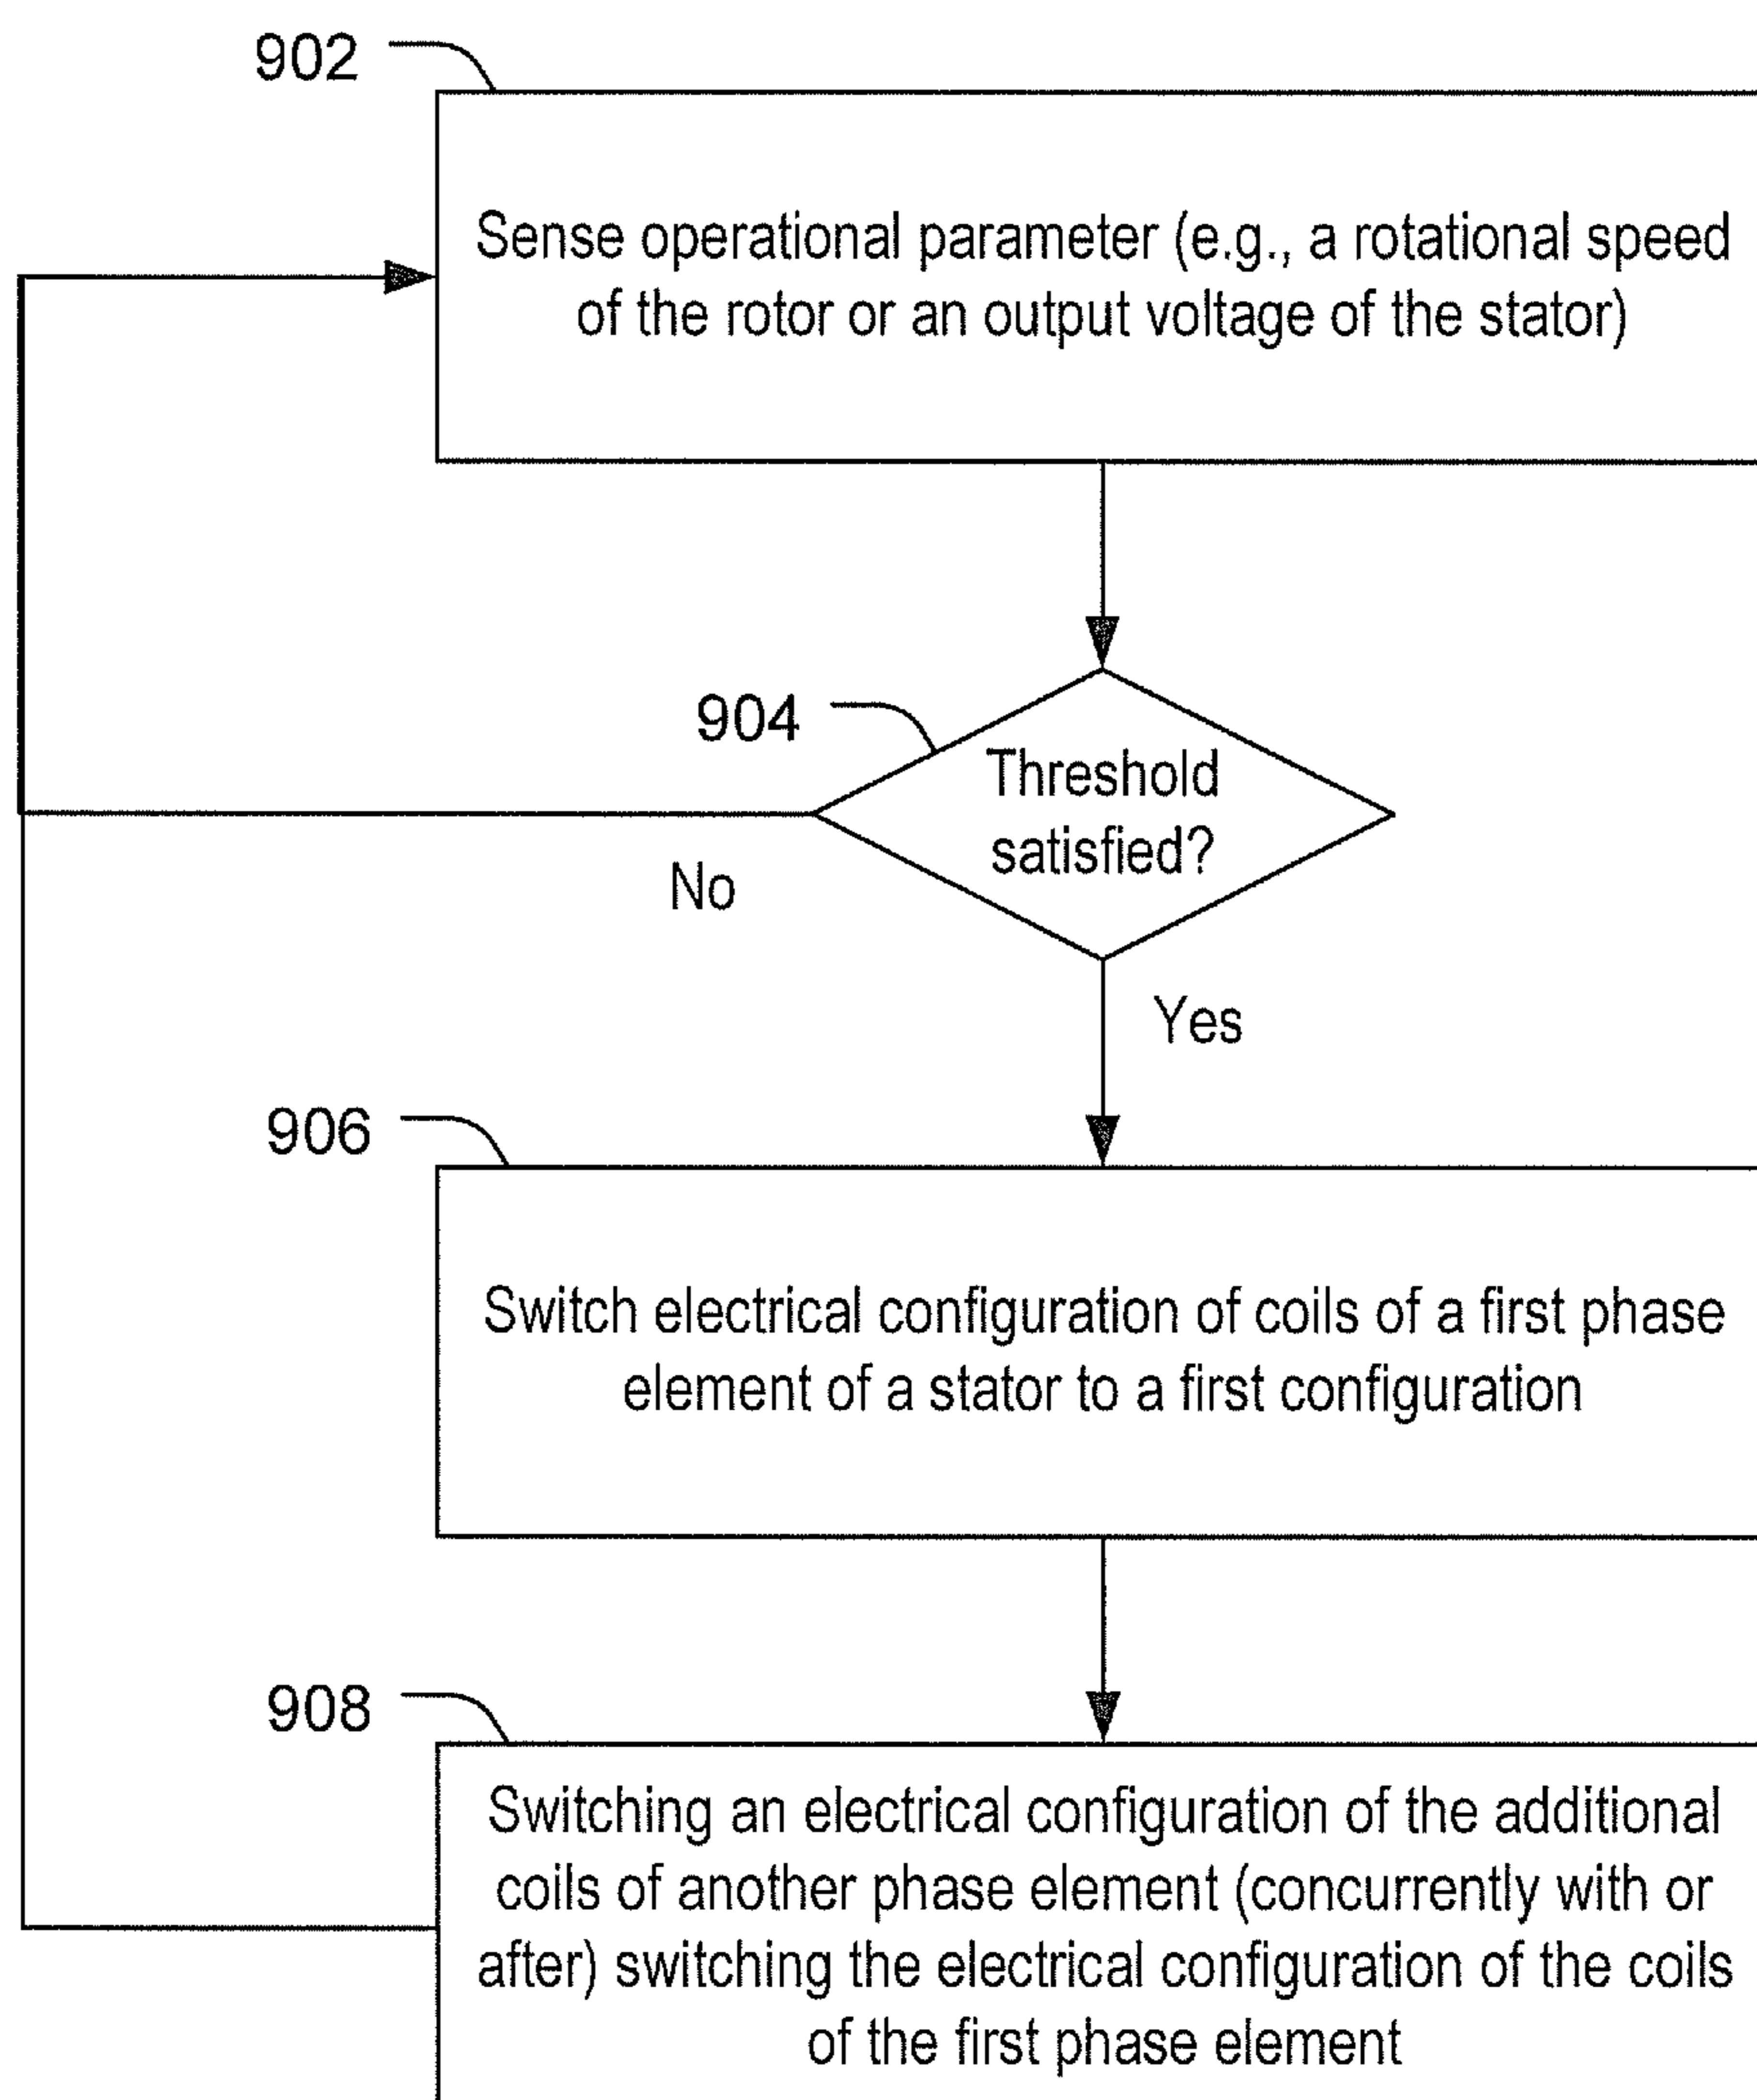 902
Sense operational parameter (e.g., a rotational speed
of the rotor or an output voltage of the stator)
904
Threshold
satisfied?
No
Yes
906
Switch electrical configuration of coils of a first phase
element of a stator to a first configuration
908
Switching an electrical configuration of the additional
coils of another phase element (concurrently with or
after) switching the electrical configuration of the coils
of the first phase element